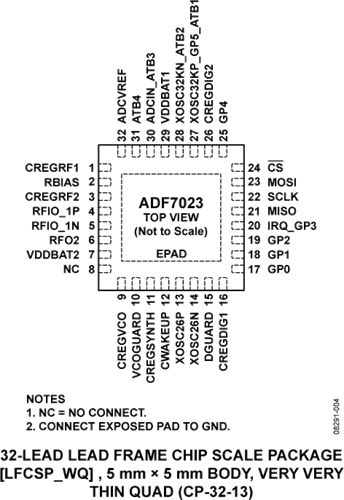 32 ADCVREF
31 ATB4
30 ADCIN_ATB3
29 VDDBAT1
28 XOSC32KN_ATB2
27 XOSC32KP_GP5_ATB1
26 CREGDIG2
25 GP4
CREGRF1 1
RBIAS 2
CREGRF2 3
RFIO_1P 4
RFIO_1N 5
RFO2 6
VDDBAT2 7
NC 8
ADF7023
TOP VIEW
(Not to Scale)
EPAD
24 CS
23 MOSI
22 SCLK
21 MISO
20 IRQ_GP3
19 GP2
18 GP1
17 GP0
CREGVCO 9
VCOGUARD 10
CREGSYNTH 11
CWAKEUP 12
XOSC26P 13
XOSC26N 14
DGUARD 15
CREGDIG1 16
NOTES
1. NC = NO CONNECT.
2. CONNECT EXPOSED PAD TO GND.
08291-004
32-LEAD LEAD FRAME CHIP SCALE PACKAGE
[LFCSP_WQ] , 5 mm × 5 mm BODY, VERY VERY
THIN QUAD (CP-32-13)